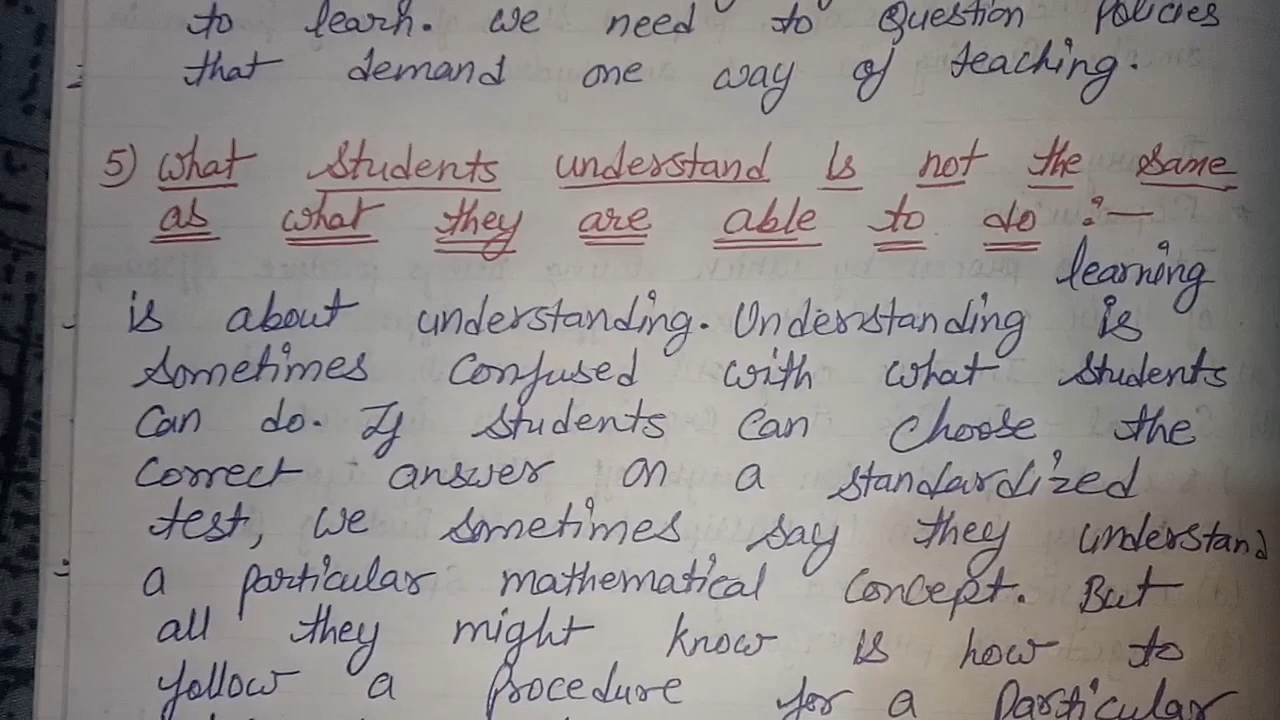 to learn. We need to Question policies
that demand one way of teaching.
5) What students understand is not the same
as what they are able to do :-
learning
is about understanding. Understanding is
sometimes confused with what students
can do. If students can choose the
correct answer on a standardized
test, we sometimes say they understand
a particular mathematical concept. But
all they might know is how to
follow a procedure for a particular